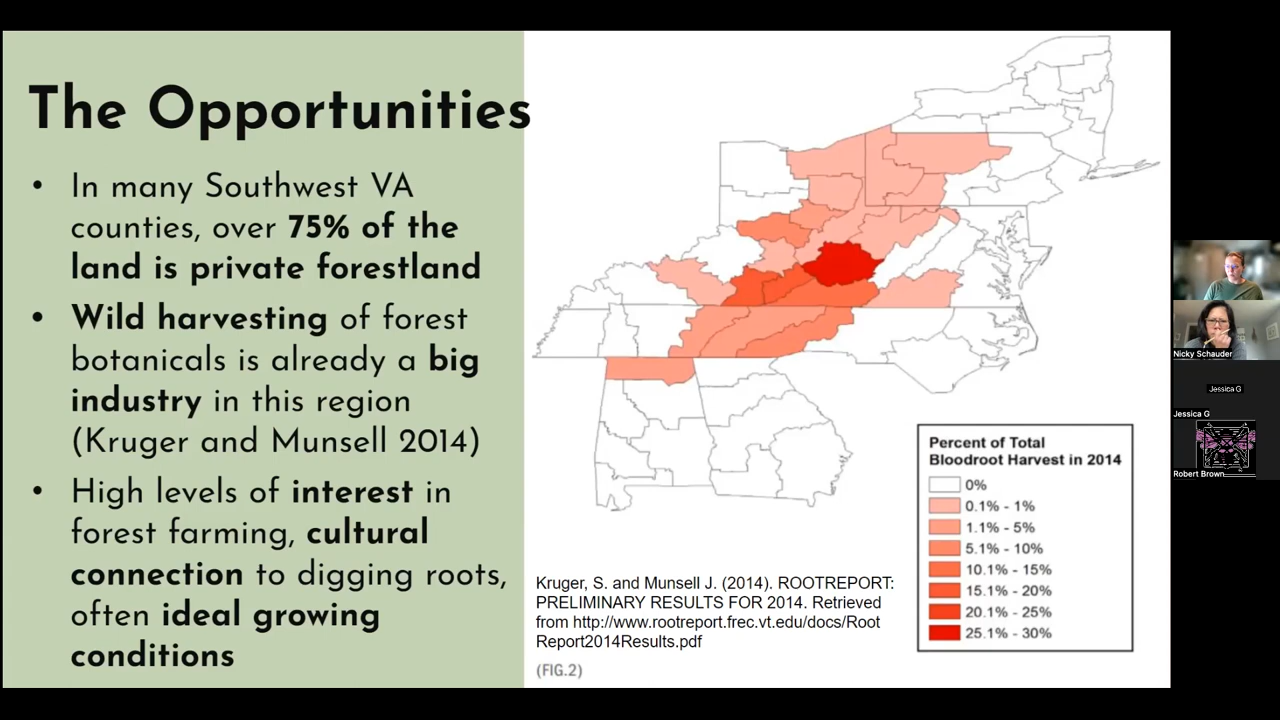 The Opportunities
• In many Southwest VA
counties, over 75% of the
land is private forestland
• Wild harvesting of forest
botanicals is already a big
industry in this region
(Kruger and Munsell 2014)
• High levels of interest in
forest farming, cultural
connection to digging roots,
often ideal growing
conditions
Percent of Total
Bloodroot Harvest in 2014
0%
0.1% - 1%
1.1% - 5%
5.1% - 10%
10.1% - 15%
15.1% - 20%
20.1% - 25%
25.1% - 30%
Kruger, S. and Munsell J. (2014). ROOTREPORT:
PRELIMINARY RESULTS FOR 2014. Retrieved
from http://www.rootreport.frec.vt.edu/docs/Root
Report2014Results.pdf
(FIG.2)
Nicky Schauder
Jessica G
Jessica G
Robert Brown